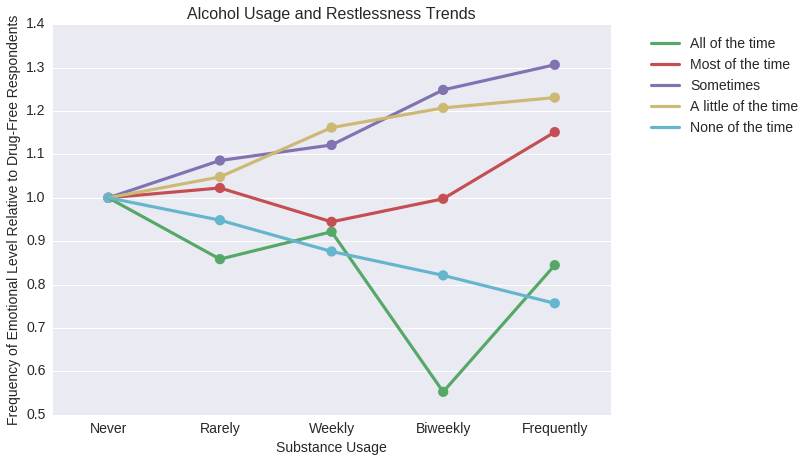 Alcohol Usage and Restlessness Trends
Frequency of Emotional Level Relative to Drug-Free Respondents
1.4
1.3
1.2
1.1
1.0
0.9
0.8
0.7
0.6
0.5
Never
Rarely
Weekly
Biweekly
Frequently
Substance Usage
All of the time
Most of the time
Sometimes
A little of the time
None of the time